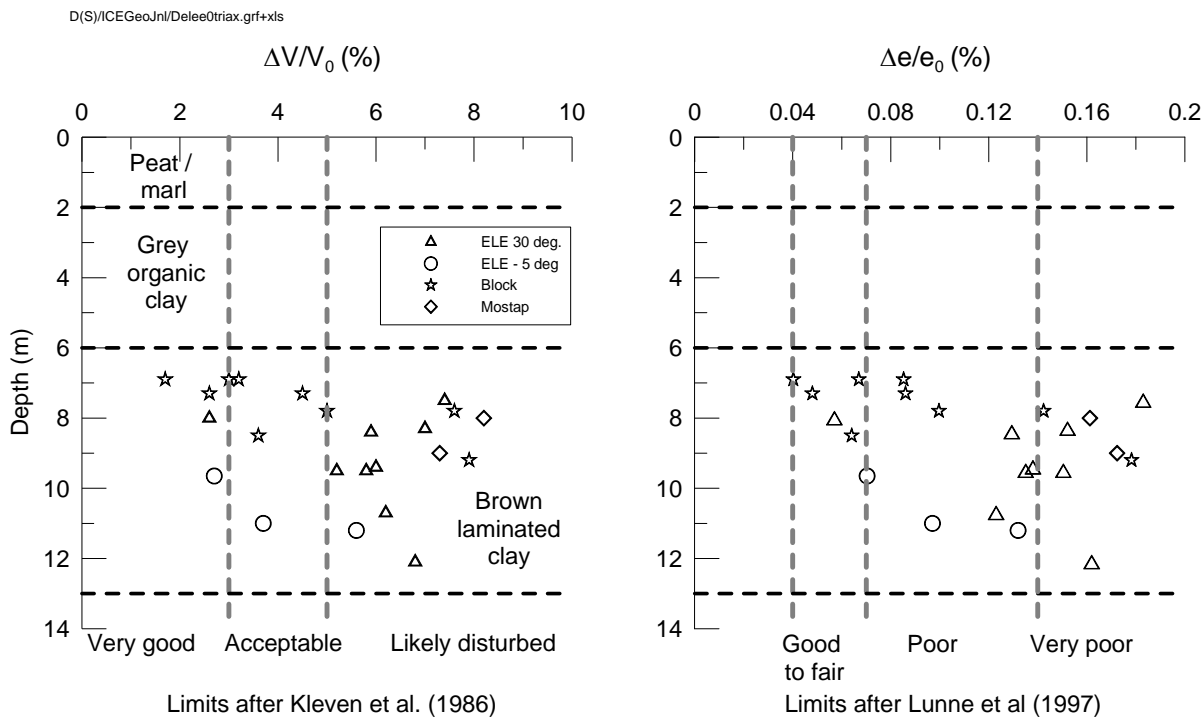 D(S)/ICEGeoJnl/Delee0triax.grf+xls
ΔV/V0 (%)
0 2 4 6 8 10
Δe/e0 (%)
0 0.04 0.08 0.12 0.16 0.2
Depth (m)
0
2
4
6
8
10
12
14
Peat /
marl
Grey
organic
clay
ELE 30 deg.
ELE - 5 deg
Block
Mostap
Brown
laminated
clay
Very good Acceptable Likely disturbed
Limits after Kleven et al. (1986)
0
2
4
6
8
10
12
14
Good
to fair
Poor
Very poor
Limits after Lunne et al (1997)